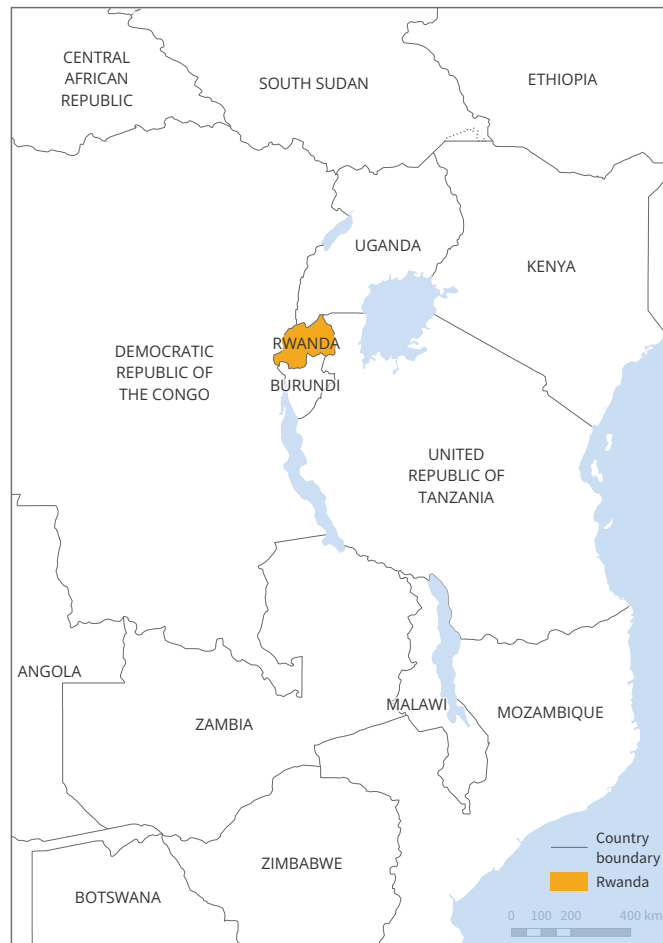 CENTRAL
AFRICAN
REPUBLIC
SOUTH SUDAN
ETHIOPIA
UGANDA
KENYA
RWANDA
DEMOCRATIC
REPUBLIC OF
THE CONGO
BURUNDI
UNITED
REPUBLIC OF
TANZANIA
ANGOLA
MALAWI
MOZAMBIQUE
ZAMBIA
ZIMBABWE
BOTSWANA
Country
boundary
Rwanda
0 100 200 400 km